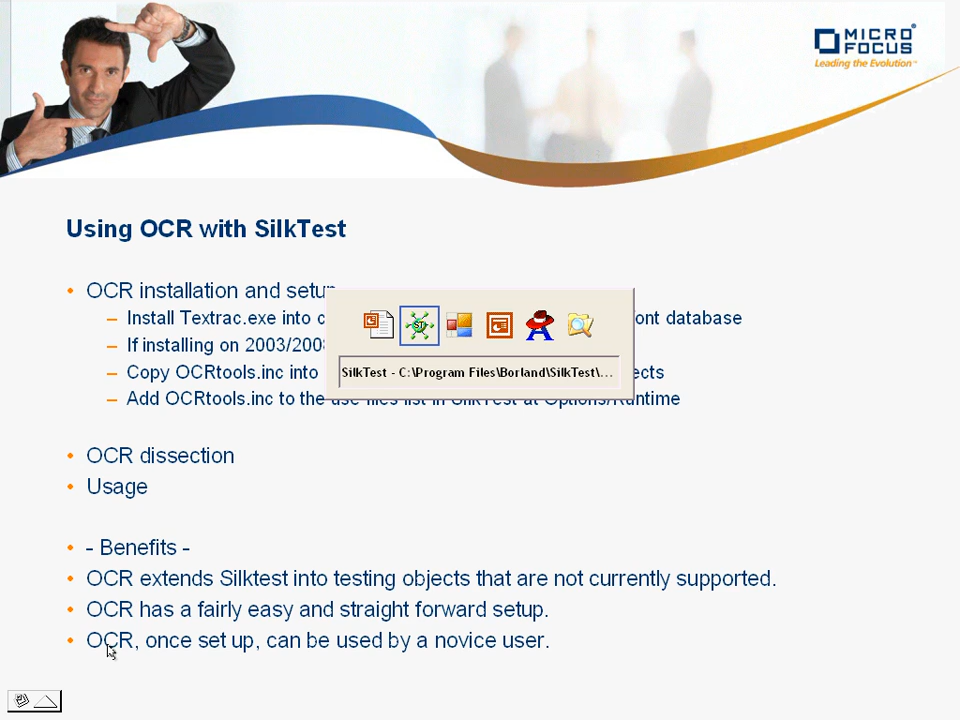 MICRO
FOCUS
Leading the Evolution
Using OCR with SilkTest
• OCR installation and setup
– Install Textrac.exe into ont database
– If installing on 2003/200
– Copy OCRtools.inc into ects
SilkTest - C:\Program Files\Borland\SilkTest\...
– Add OCRtools.inc to the use files list in SilkTest at Options/Runtime
• OCR dissection
• Usage
• - Benefits -
• OCR extends Silktest into testing objects that are not currently supported.
• OCR has a fairly easy and straight forward setup.
• OCR, once set up, can be used by a novice user.